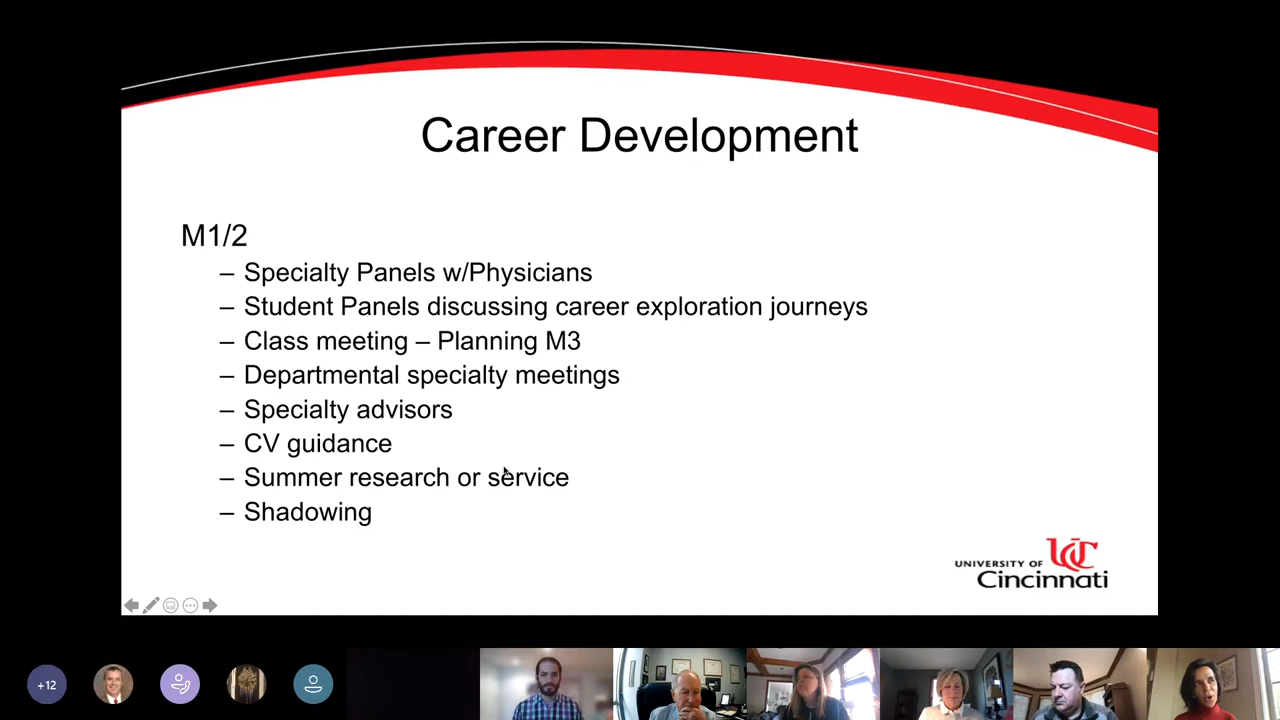 Career Development
M1/2
– Specialty Panels w/Physicians
– Student Panels discussing career exploration journeys
– Class meeting – Planning M3
– Departmental specialty meetings
– Specialty advisors
– CV guidance
– Summer research or service
– Shadowing
UC
UNIVERSITY OF
Cincinnati
+12